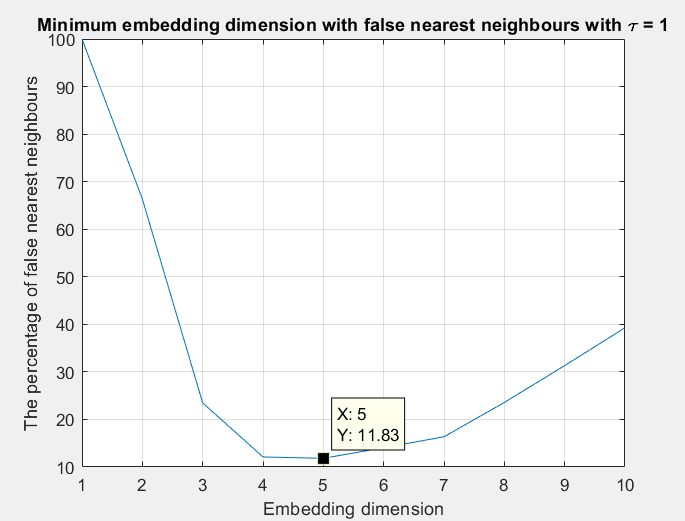 Minimum embedding dimension with false nearest neighbours with τ = 1
The percentage of false nearest neighbours
100
90
80
70
60
50
40
30
20
10
X: 5
Y: 11.83
1 2 3 4 5 6 7 8 9 10
Embedding dimension